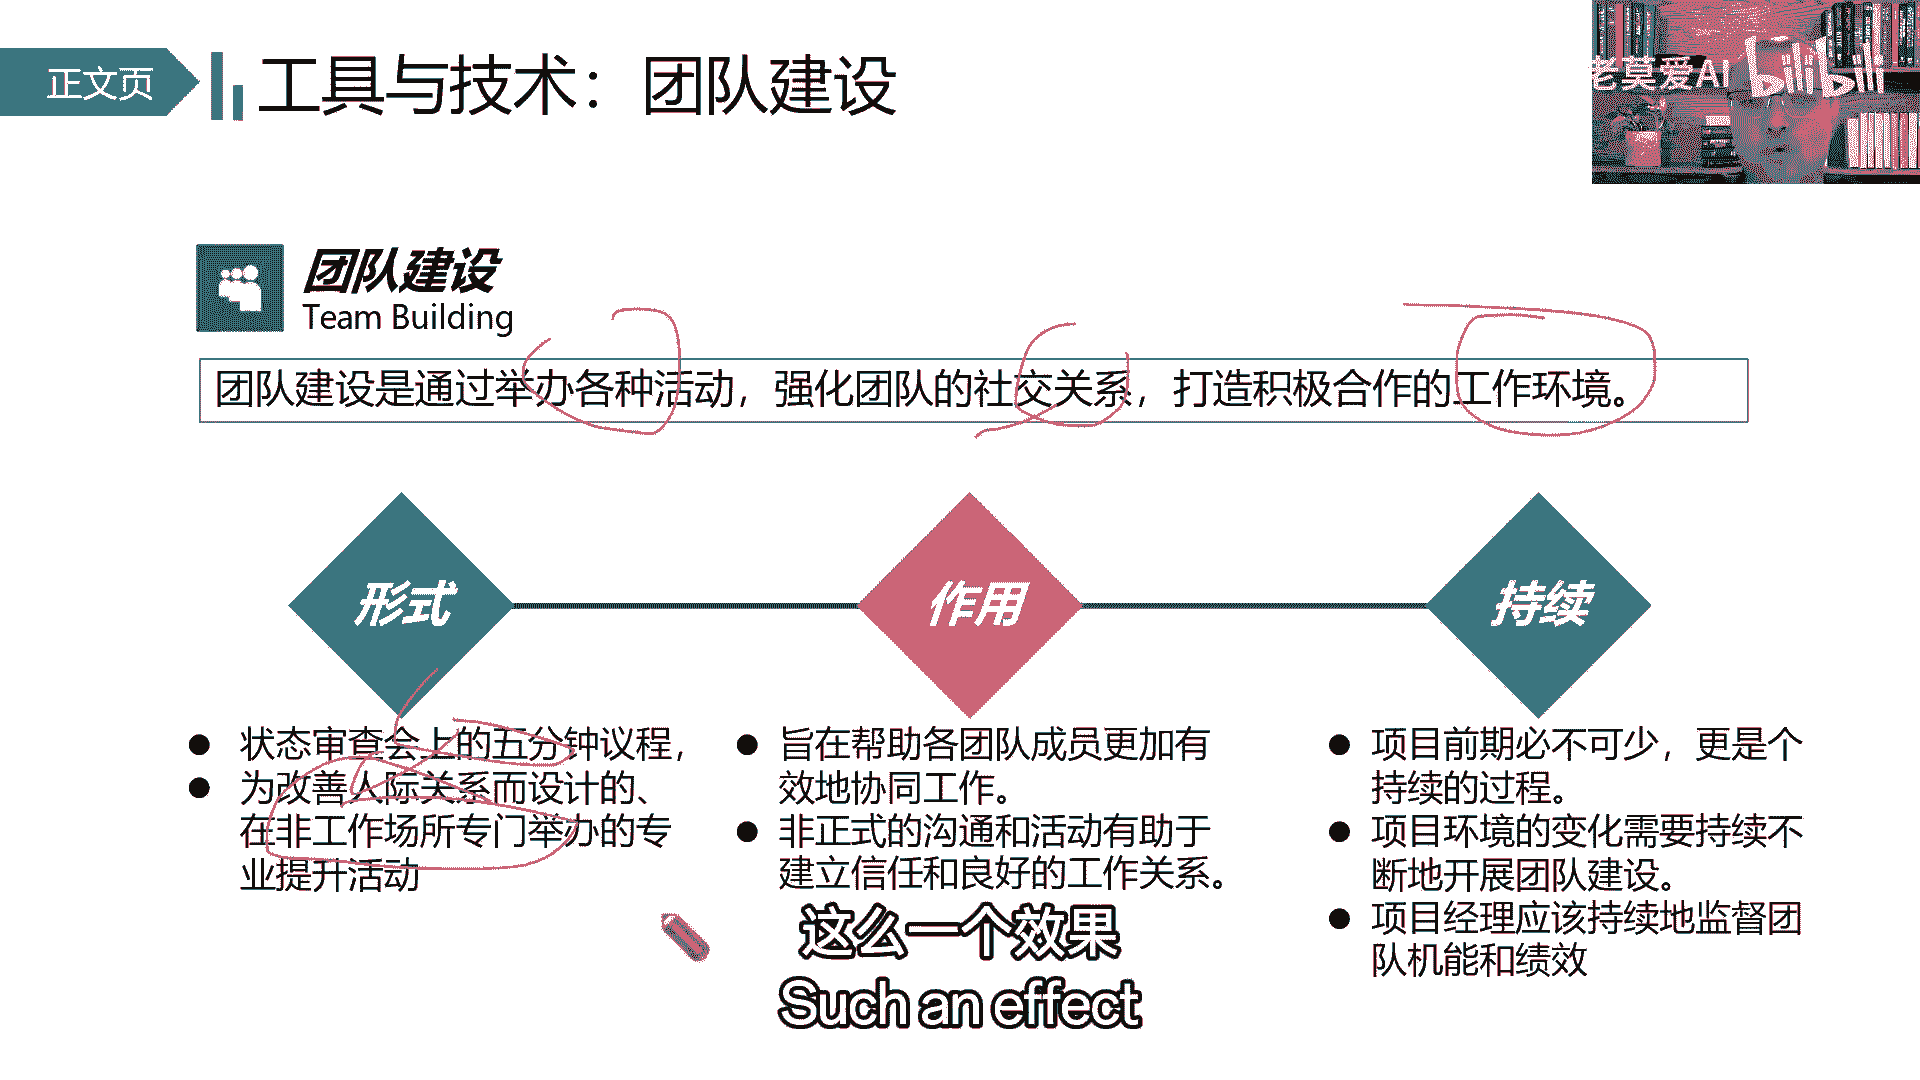 正文页
工具与技术：团队建设
老莫爱AI
bilibili
团队建设
Team Building
团队建设是通过举办各种活动，强化团队的社交关系，打造积极合作的工作环境。
形式
作用
持续
● 状态审查会上的五分钟议程，
● 为改善人际关系而设计的、
在非工作场所专门举办的专
业提升活动
● 旨在帮助各团队成员更加有
效地协同工作。
● 非正式的沟通和活动有助于
建立信任和良好的工作关系。
● 项目前期必不可少，更是个
持续的过程。
● 项目环境的变化需要持续不
断地开展团队建设。
● 项目经理应该持续地监督团
队机能和绩效
这么一个效果
Such an effect